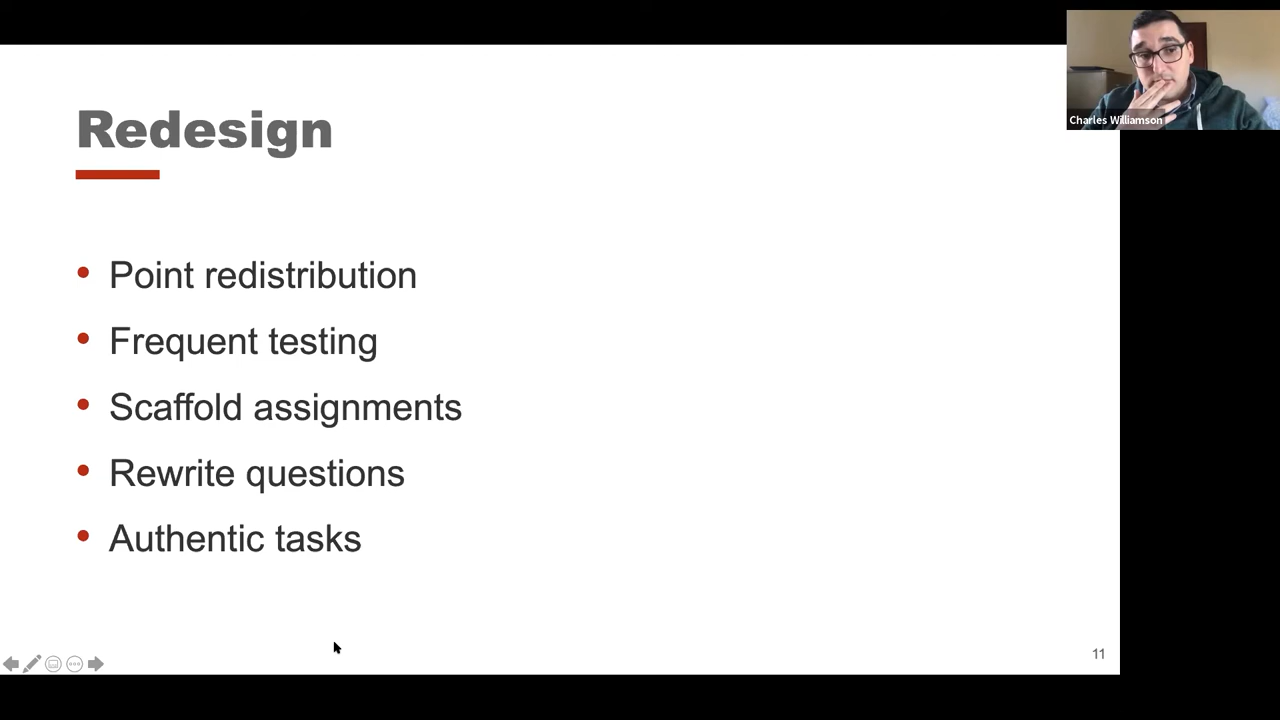 Redesign
• Point redistribution
• Frequent testing
• Scaffold assignments
• Rewrite questions
• Authentic tasks
11
Charles Williamson